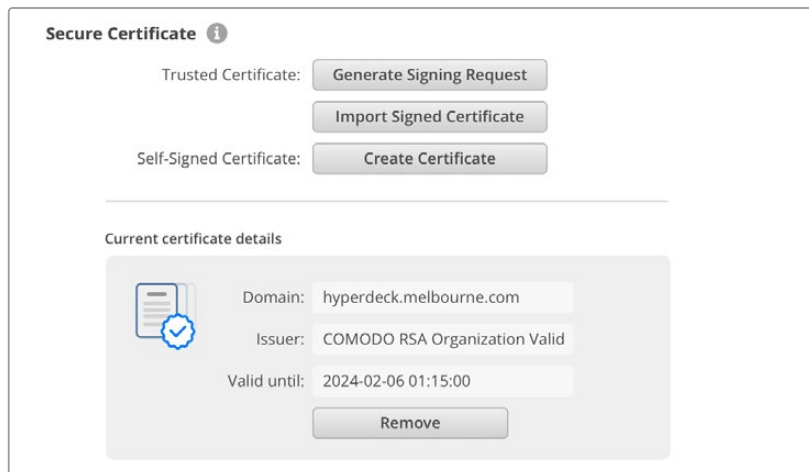 Secure Certificate
Trusted Certificate: Generate Signing Request
Import Signed Certificate
Self-Signed Certificate: Create Certificate
Current certificate details
Domain: hyperdeck.melbourne.com
Issuer: COMODO RSA Organization Valid
Valid until: 2024-02-06 01:15:00
Remove